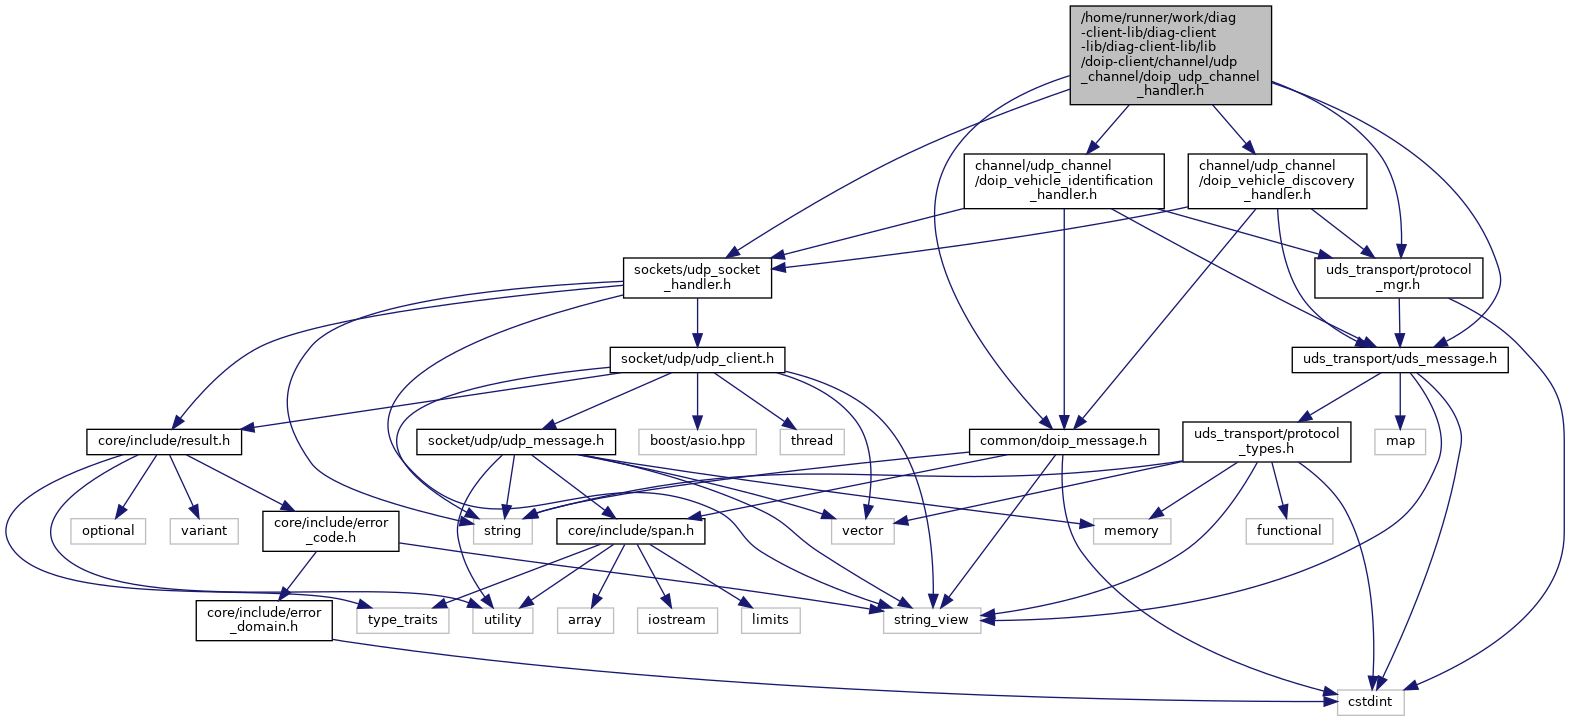 /home/runner/work/diag
-client-lib/diag-client
-lib/diag-client-lib/lib
/doip-client/channel/udp
_channel/doip_udp_channel
_handler.h
channel/udp_channel
/doip_vehicle_identification
_handler.h
channel/udp_channel
/doip_vehicle_discovery
_handler.h
sockets/udp_socket
_handler.h
uds_transport/protocol
_mgr.h
socket/udp/udp_client.h
uds_transport/uds_message.h
core/include/result.h
socket/udp/udp_message.h
boost/asio.hpp
thread
common/doip_message.h
uds_transport/protocol
_types.h
map
optional
variant
core/include/error
_code.h
string
core/include/span.h
vector
memory
functional
core/include/error
_domain.h
type_traits
utility
array
iostream
limits
string_view
cstdint